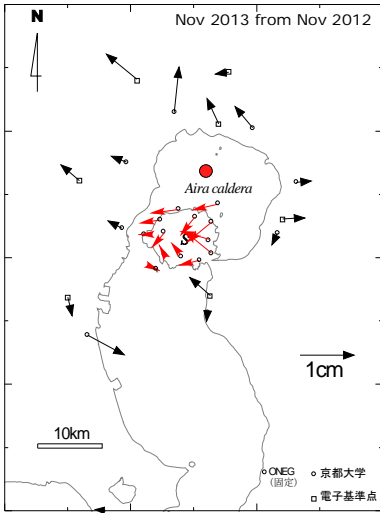 Nov 2013 from Nov 2012
N
Aira caldera
S
1cm
10km
ONEG
(固定)
京都大学
電子基準点